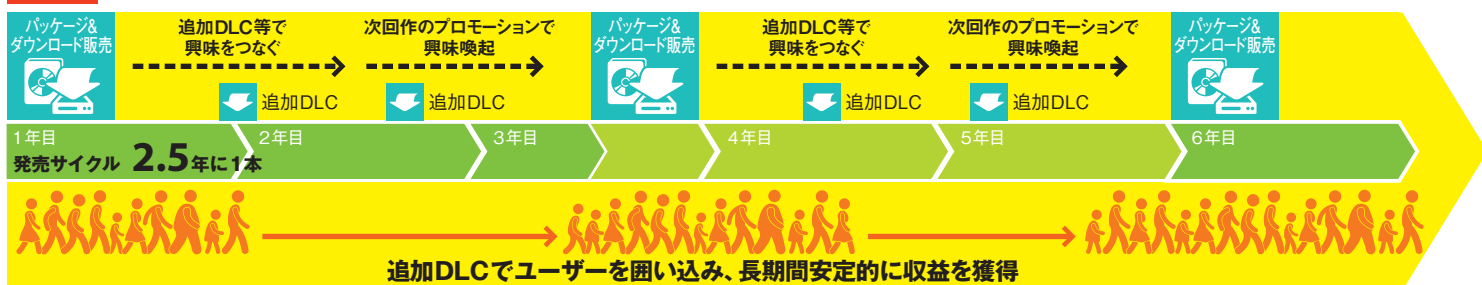 パッケージ&
ダウンロード販売
追加DLC等で
興味をつなぐ
次回作のプロモーションで
興味喚起
パッケージ&
ダウンロード販売
追加DLC等で
興味をつなぐ
次回作のプロモーションで
興味喚起
パッケージ&
ダウンロード販売
追加DLC
追加DLC
追加DLC
追加DLC
1年目
2年目
3年目
4年目
5年目
6年目
発売サイクル 2.5年に1本
追加DLCでユーザーを囲い込み、長期間安定的に収益を獲得